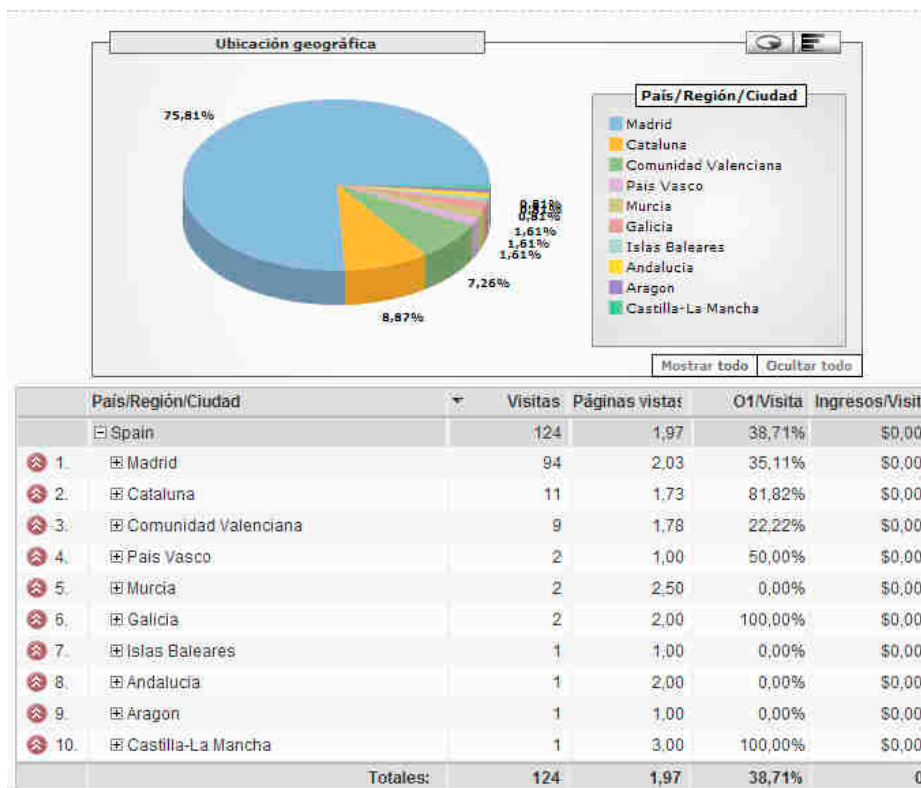 Ubicación geográfica
75,81%
País/Región/Ciudad
Madrid
Cataluna
Comunidad Valenciana
Pais Vasco
Murcia
Galicia
Islas Baleares
Andalucia
Aragon
Castilla-La Mancha
0,81%
1,61%
1,61%
1,61%
7,26%
8,87%
Mostrar todo Ocultar todo
País/Región/Ciudad Visitas Páginas vistas O1/Visita Ingresos/Visit
Spain 124 1,97 38,71% $0,00
1. Madrid 94 2,03 35,11% $0,00
2. Cataluna 11 1,73 81,82% $0,00
3. Comunidad Valenciana 9 1,78 22,22% $0,00
4. Pais Vasco 2 1,00 50,00% $0,00
5. Murcia 2 2,50 0,00% $0,00
6. Galicia 2 2,00 100,00% $0,00
7. Islas Baleares 1 1,00 0,00% $0,00
8. Andalucia 1 2,00 0,00% $0,00
9. Aragon 1 1,00 0,00% $0,00
10. Castilla-La Mancha 1 3,00 100,00% $0,00
Totales: 124 1,97 38,71% 0